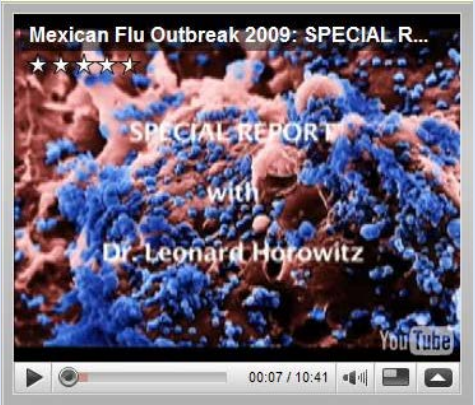 Mexican Flu Outbreak 2009: SPECIAL R...
SPECIAL REPORT
with
Dr. Leonard Horowitz
YouTube
00:07 / 10:41